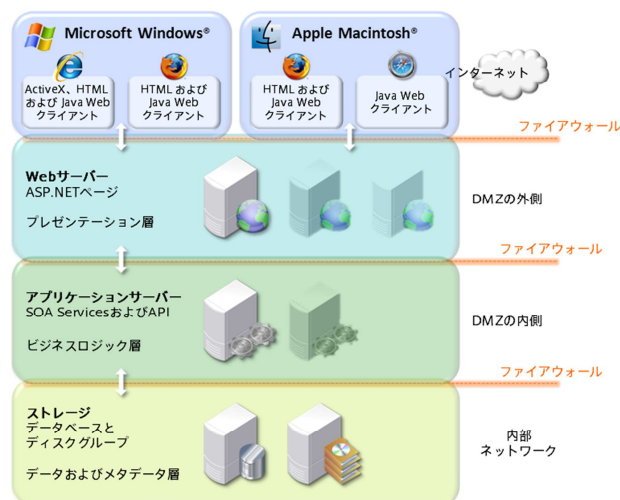 Microsoft Windows®
Apple Macintosh®
インターネット
ActiveX、HTML
および Java Web
クライアント
HTML および
Java Web
クライアント
HTML および
Java Web
クライアント
Java Web
クライアント
ファイアウォール
Webサーバー
ASP.NETページ
プレゼンテーション層
DMZの外側
ファイアウォール
アプリケーションサーバー
SOA ServicesおよびAPI
ビジネスロジック層
DMZの内側
ファイアウォール
ストレージ
データベースと
ディスクグループ
データおよびメタデータ層
内部
ネットワーク